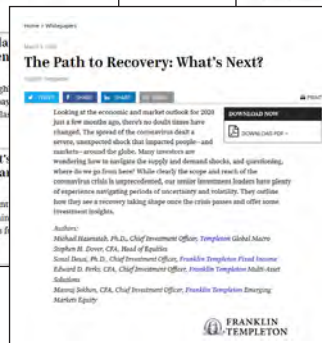 Home > Whitepapers
The Path to Recovery: What's Next?
TWEET
SHARE
SHARE
PRINT
Looking at the economic and market outlook for 2020
just a few months ago, there's no doubt times have
changed. The spread of the coronavirus dealt a
severe, unexpected shock that impacted people—and
markets—around the globe. Many investors are
wondering how to navigate the supply and demand shocks, and questioning,
where do we go from here? While clearly the scope and reach of the
coronavirus crisis is unprecedented, our senior investment leaders have plenty
of experience navigating periods of uncertainty and volatility. They outline
how they see a recovery taking shape once the crisis passes and offer some
investment insights.
DOWNLOAD NOW
DOWNLOAD PDF
Authors:
Michael Hasenstab, Ph.D., Chief Investment Officer, Templeton Global Macro
Stephen H. Dover, CFA, Head of Equities
Sonal Desai, Ph.D., Chief Investment Officer, Franklin Templeton Fixed Income
Edward D. Perks, CFA, Chief Investment Officer, Franklin Templeton Multi-Asset
Solutions
Manraj Sekhon, CFA, Chief Investment Officer, Franklin Templeton Emerging
Markets Equity
FRANKLIN
TEMPLETON